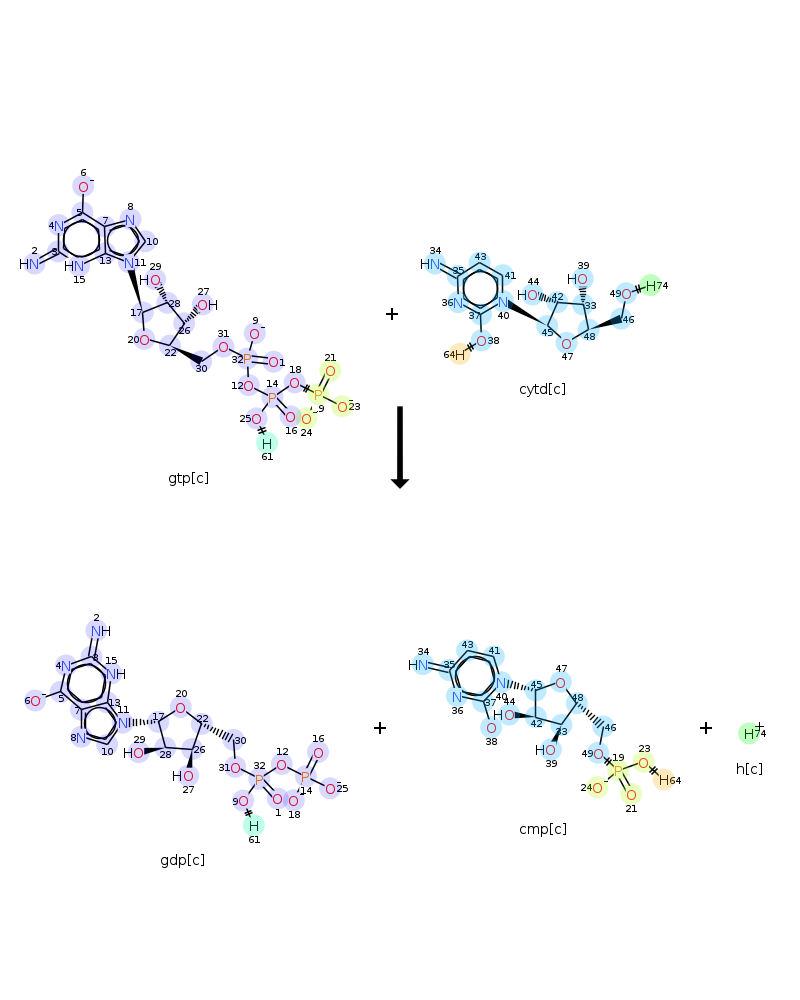 6
O-
5
7
8
N
4N
10
2
3
13
N11
HN
HN
15
29
HO
28
27
OH
17
26
20O
22
30
31
O
9
O-
32P
O1
12O
14
P
18
O
21
O
P
19
O-
23
25O
O
16
O-
24
H
61
gtp[c]
+
34
HN
43
35
41
36
N
37
N
40
O38
64H
44
HO
42
39
HO
33
45
O
47
48
46
49O
H74
cytd[c]
2
NH
3
4N
15
NH
6O-
5
13
7
11
N
8N
10
17
20
O
22
29
HO
28
26
HO
27
30
31O
32
P
12
O
16
O
P
14
O-
25
9O
O
1
O-
18
H
61
gdp[c]
+
34
HN
43
35
41
N
36
37
N
40
O
38
44
HO
45
47
O
48
42
33
HO
39
46
49O
19
P
23
O
H64
24O-
O
21
cmp[c]
+
H+
74
h[c]